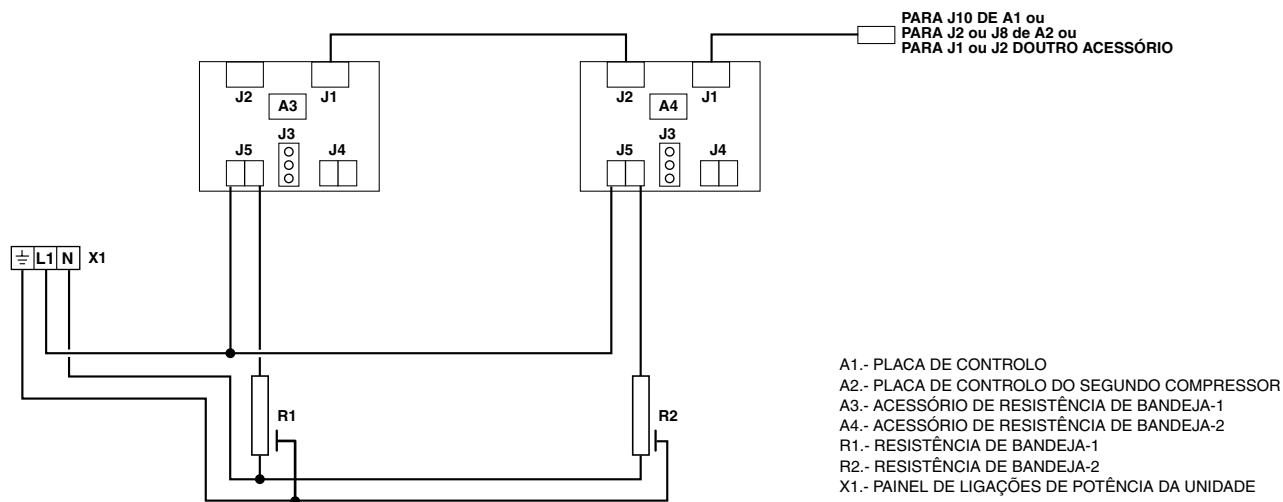 PARA J10 DE A1 ou
PARA J2 ou J8 de A2 ou
PARA J1 ou J2 DOUTRO ACESSÓRIO
J2
J1
A3
J3
J5
J4
J2
J1
A4
J3
J5
J4
L1 N X1
R1
R2
A1.- PLACA DE CONTROLO
A2.- PLACA DE CONTROLO DO SEGUNDO COMPRESSOR
A3.- ACESSÓRIO DE RESISTÊNCIA DE BANDEJA-1
A4.- ACESSÓRIO DE RESISTÊNCIA DE BANDEJA-2
R1.- RESISTÊNCIA DE BANDEJA-1
R2.- RESISTÊNCIA DE BANDEJA-2
X1.- PAINEL DE LIGAÇÕES DE POTÊNCIA DA UNIDADE